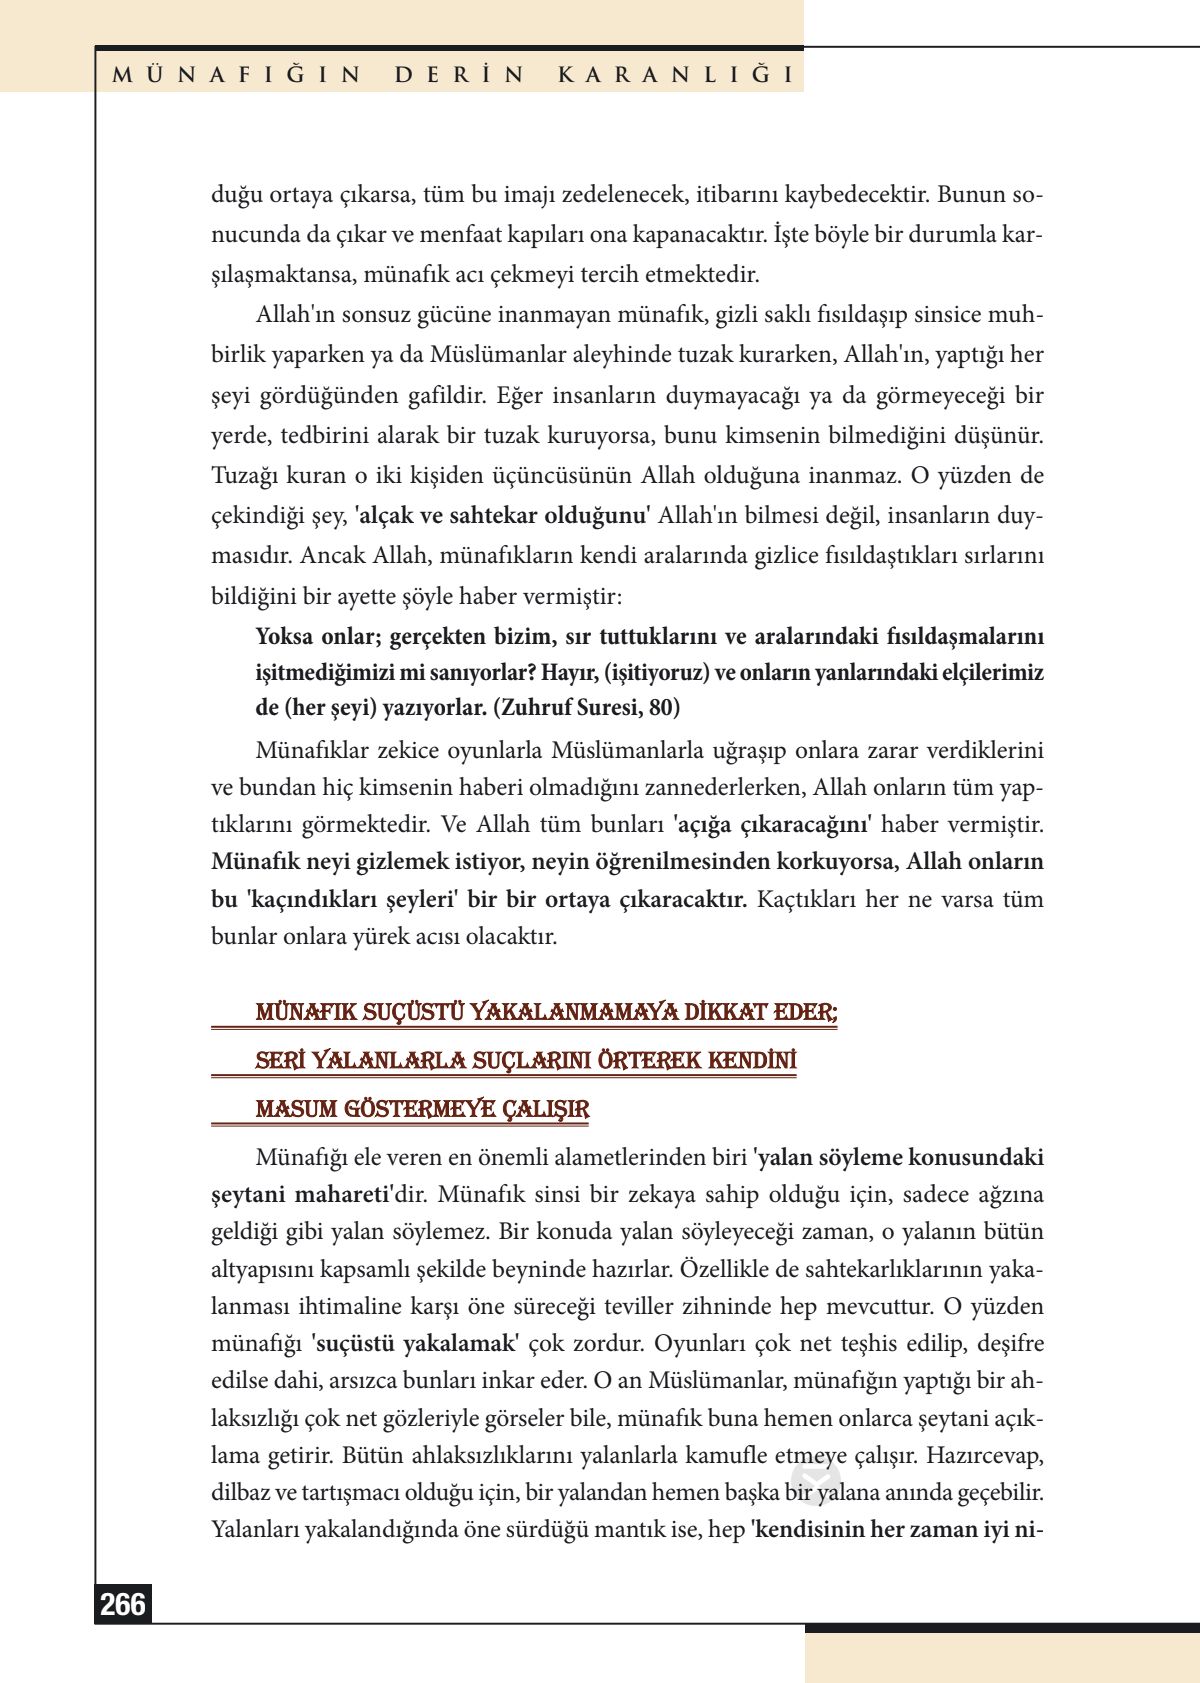 MÜNAFIĞIN DERİN KARANLIĞI
duğu ortaya çıkarsa, tüm bu imajı zedelenecek, itibarını kaybedecektir. Bunun so-
nucunda da çıkar ve menfaat kapıları ona kapanacaktır. İşte böyle bir durumla kar-
şılaşmaktansa, münafık acı çekmeyi tercih etmektedir.
Allah'ın sonsuz gücüne inanmayan münafık, gizli saklı fısıldaşıp sinsice muh-
birlik yaparken ya da Müslümanlar aleyhinde tuzak kurarken, Allah'ın, yaptığı her
şeyi gördüğünden gafildir. Eğer insanların duymayacağı ya da görmeyeceği bir
yerde, tedbirini alarak bir tuzak kuruyorsa, bunu kimsenin bilmediğini düşünür.
Tuzağı kuran o iki kişiden üçüncüsünün Allah olduğuna inanmaz. O yüzden de
çekindiği şey, 'alçak ve sahtekar olduğunu' Allah'ın bilmesi değil, insanların duy-
masıdır. Ancak Allah, münafıkların kendi aralarında gizlice fısıldaştıkları sırlarını
bildiğini bir ayette şöyle haber vermiştir:
Yoksa onlar; gerçekten bizim, sır tuttuklarını ve aralarındaki fısıldaşmalarını
işitmediğimizi mi sanıyorlar? Hayır, (işitiyoruz) ve onların yanlarındaki elçilerimiz
de (her şeyi) yazıyorlar. (Zuhruf Suresi, 80)
Münafıklar zekice oyunlarla Müslümanlarla uğraşıp onlara zarar verdiklerini
ve bundan hiç kimsenin haberi olmadığını zannederlerken, Allah onların tüm yap-
tıklarını görmektedir. Ve Allah tüm bunları 'açığa çıkaracağını' haber vermiştir.
Münafık neyi gizlemek istiyor, neyin öğrenilmesinden korkuyorsa, Allah onların
bu 'kaçındıkları şeyleri' bir bir ortaya çıkaracaktır. Kaçtıkları her ne varsa tüm
bunlar onlara yürek acısı olacaktır.
MÜNAFIK SUÇÜSTÜ YAKALANMAMAYA DİKKAT EDER;
SERİ YALANLARLA SUÇLARINI ÖRTEREK KENDİNİ
MASUM GÖSTERMEYE ÇALIŞIR
Münafığı ele veren en önemli alametlerinden biri 'yalan söyleme konusundaki
şeytani mahareti'dir. Münafık sinsi bir zekaya sahip olduğu için, sadece ağzına
geldiği gibi yalan söylemez. Bir konuda yalan söyleyeceği zaman, o yalanın bütün
altyapısını kapsamlı şekilde beyninde hazırlar. Özellikle de sahtekarlıklarının yaka-
lanması ihtimaline karşı öne süreceği teviller zihninde hep mevcuttur. O yüzden
münafığı 'suçüstü yakalamak' çok zordur. Oyunları çok net teşhis edilip, deşifre
edilse dahi, arsızca bunları inkar eder. O an Müslümanlar, münafığın yaptığı bir ah-
laksızlığı çok net gözleriyle görseler bile, münafık buna hemen onlarca şeytani açık-
lama getirir. Bütün ahlaksızlıklarını yalanlarla kamufle etmeye çalışır. Hazırcevap,
dilbaz ve tartışmacı olduğu için, bir yalandan hemen başka bir yalana anında geçebilir.
Yalanları yakalandığında öne sürdüğü mantık ise, hep 'kendisinin her zaman iyi ni-
266